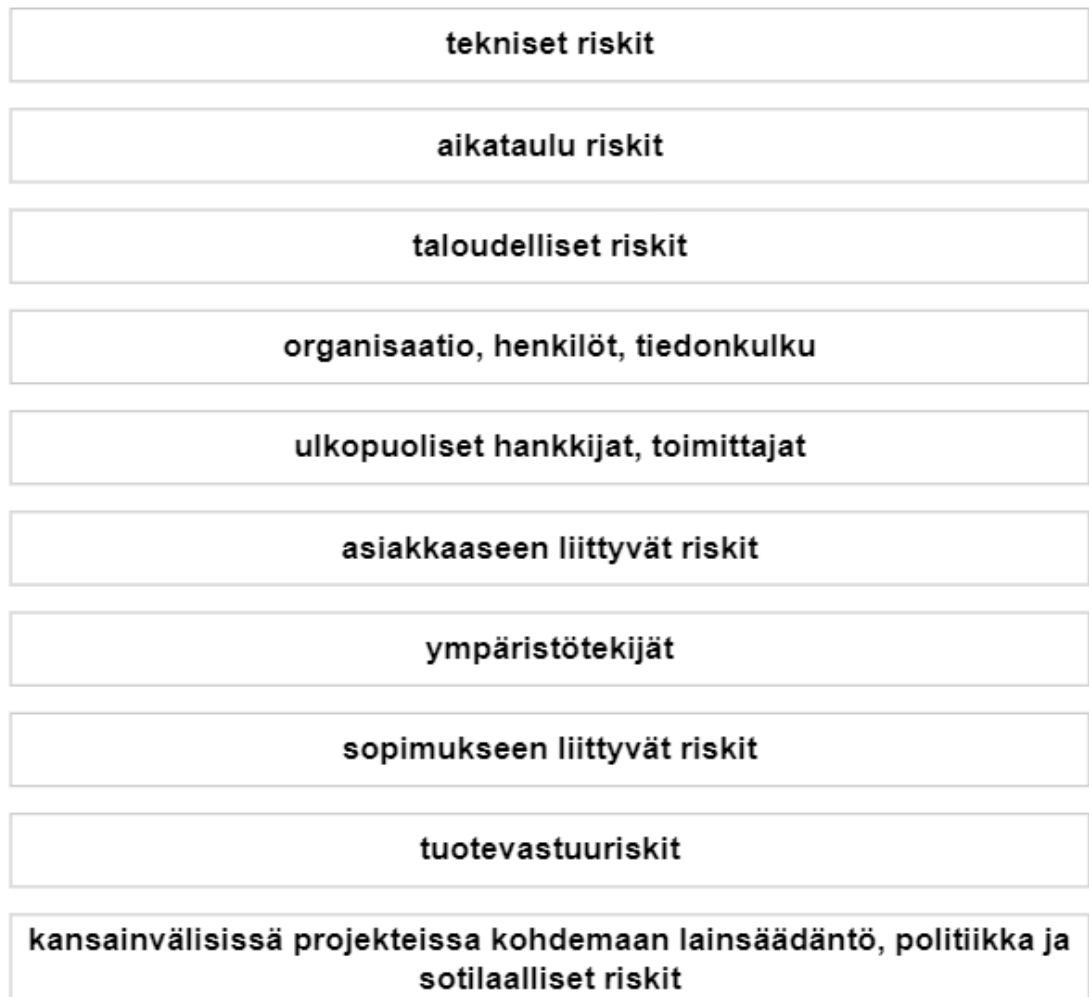 tekniset riskit
aikataulu riskit
taloudelliset riskit
organisaatio, henkilöt, tiedonkulku
ulkopuoliset hankkijat, toimittajat
asiakkaaseen liittyvät riskit
ympäristötekijät
sopimukseen liittyvät riskit
tuotevastuuriskit
kansainvälisissä projekteissa kohdemaan lainsäädäntö, politiikka ja
sotilaalliset riskit